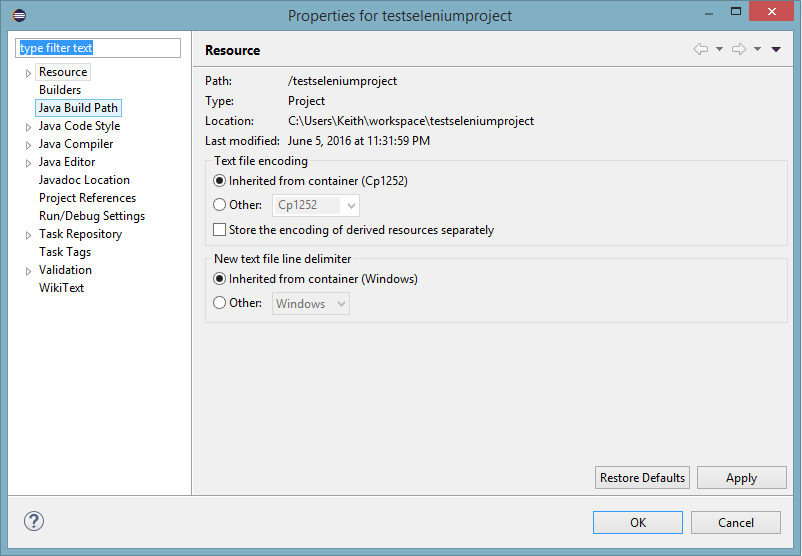 Properties for testseleniumproject
type filter text
Resource
Builders
Java Build Path
Java Code Style
Java Compiler
Java Editor
Javadoc Location
Project References
Run/Debug Settings
Task Repository
Task Tags
Validation
WikiText
Resource
Path: /testseleniumproject
Type: Project
Location: C:\Users\Keith\workspace\testseleniumproject
Last modified: June 5, 2016 at 11:31:59 PM
Text file encoding
Inherited from container (Cp1252)
Other: Cp1252
Store the encoding of derived resources separately
New text file line delimiter
Inherited from container (Windows)
Other: Windows
Restore Defaults Apply
? OK Cancel